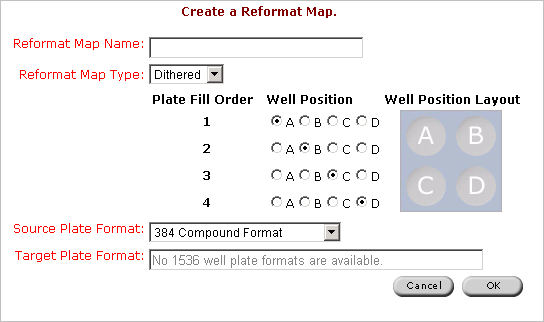 Create a Reformat Map.
Reformat Map Name:
Reformat Map Type: Dithered
Plate Fill Order Well Position Well Position Layout
1 A B C D
2 A B C D
3 A B C D
4 A B C D
A B
C D
Source Plate Format: 384 Compound Format
Target Plate Format: No 1536 well plate formats are available.
Cancel OK